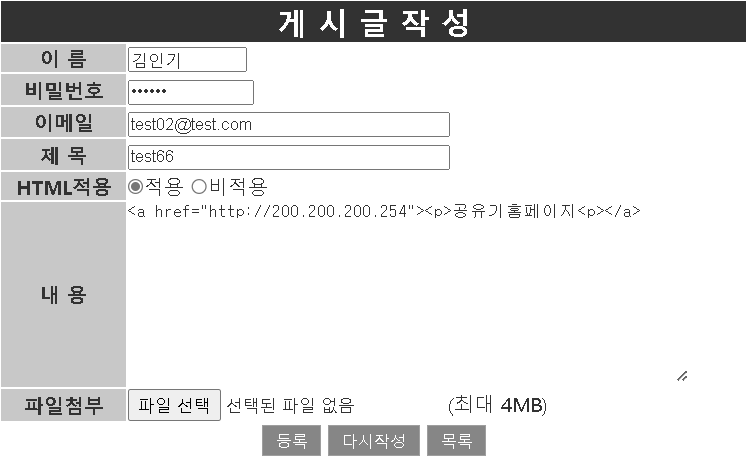 게 시 글 작 성
이 름 김인기
비밀번호 ••••••
이메일 test02@test.com
제 목 test66
HTML적용 적용 비적용
내 용 <a href="http://200.200.200.254"><p>공유기홈페이지<p></a>
파일첨부 파일 선택 선택된 파일 없음 (최대 4MB)
등록 다시작성 목록